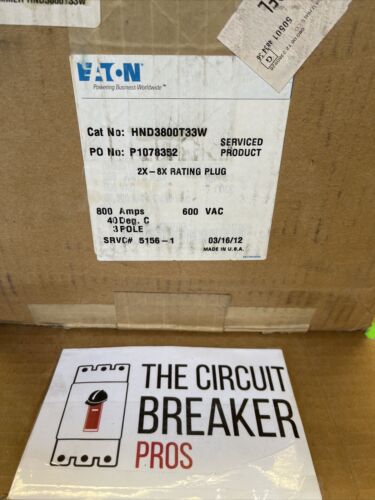 HND3800T33W
EATON
Powering Business Worldwide™
Cat No: HND3800T33W
PO No: P1078352
SERVICED
PRODUCT
2X-8X RATING PLUG
800 Amps 600 VAC
40 Deg. C
3 POLE
SRVC# 5156-1 03/16/12
MADE IN U.S.A.
THE CIRCUIT
BREAKER
PROS